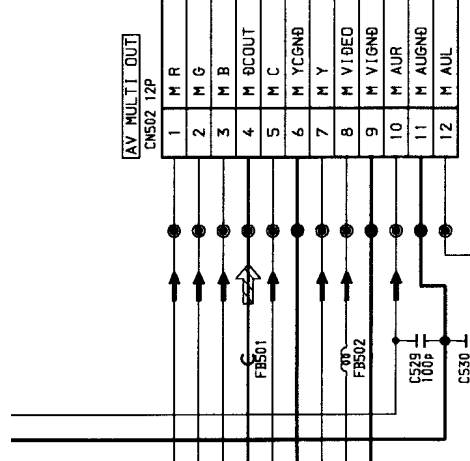 AV MULTI OUT
CN502 12P
1 M R
2 M G
3 M B
4 M DCOUT
5 M C
6 M YCGND
7 M Y
8 M VIDEO
9 M VIGND
10 M AUR
11 M AUGND
12 M AUL
FB501
FB502
C529
100P
C530